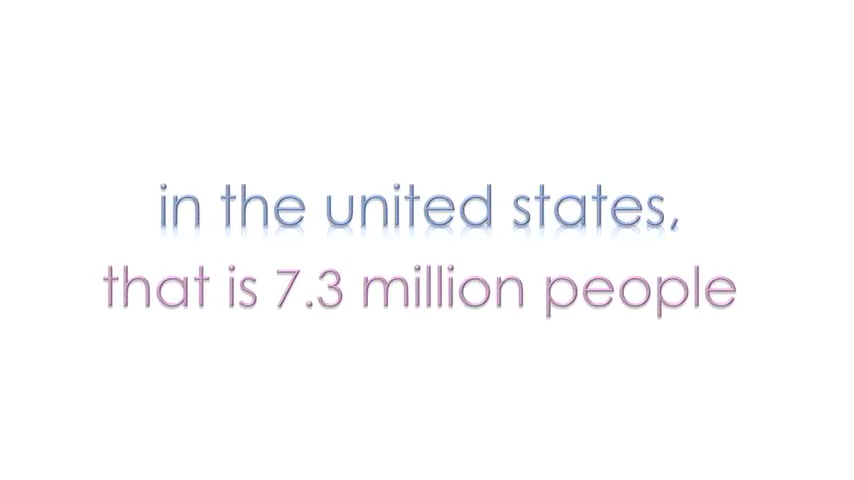 in the united states,
that is 7.3 million people